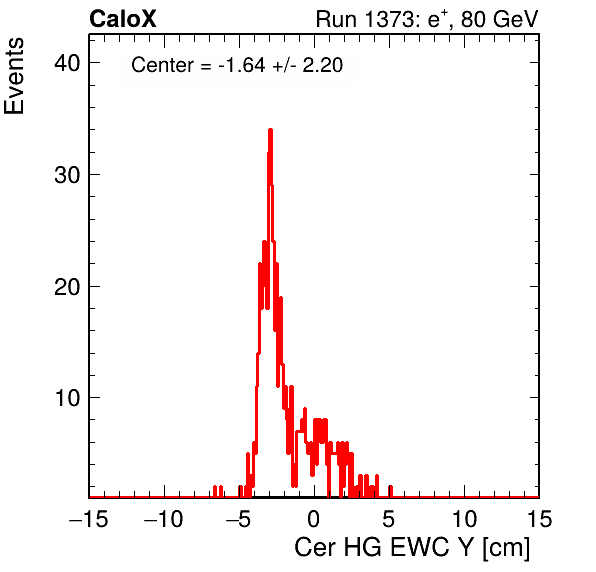 CaloX Run 1373: e⁺, 80 GeV
Center = -1.64 +/- 2.20
Events
40
30
20
10
−15 −10 −5 0 5 10 15
Cer HG EWC Y [cm]